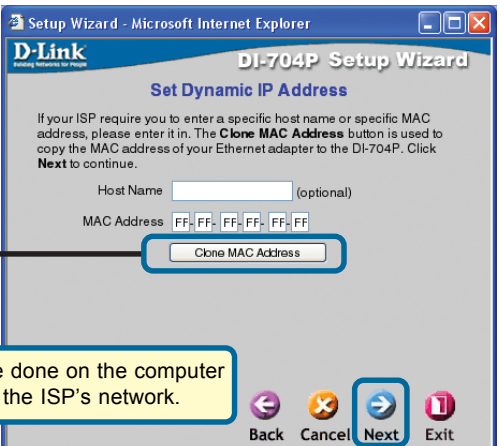 Setup Wizard - Microsoft Internet Explorer
D-Link
Building Networks for People
DI-704P Setup Wizard
Set Dynamic IP Address
If your ISP require you to enter a specific host name or specific MAC
address, please enter it in. The Clone MAC Address button is used to
copy the MAC address of your Ethernet adapter to the DI-704P. Click
Next to continue.
Host Name (optional)
MAC Address FF- FF- FF- FF- FF- FF
Clone MAC Address
e done on the computer
the ISP's network.
Back Cancel Next Exit